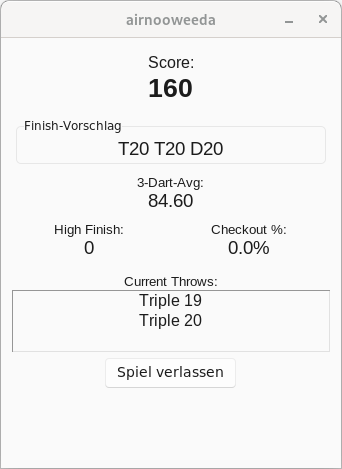 airnooweeda
Score:
160
Finish-Vorschlag
T20 T20 D20
3-Dart-Avg:
84.60
High Finish: Checkout %:
0 0.0%
Current Throws:
Triple 19
Triple 20
Spiel verlassen